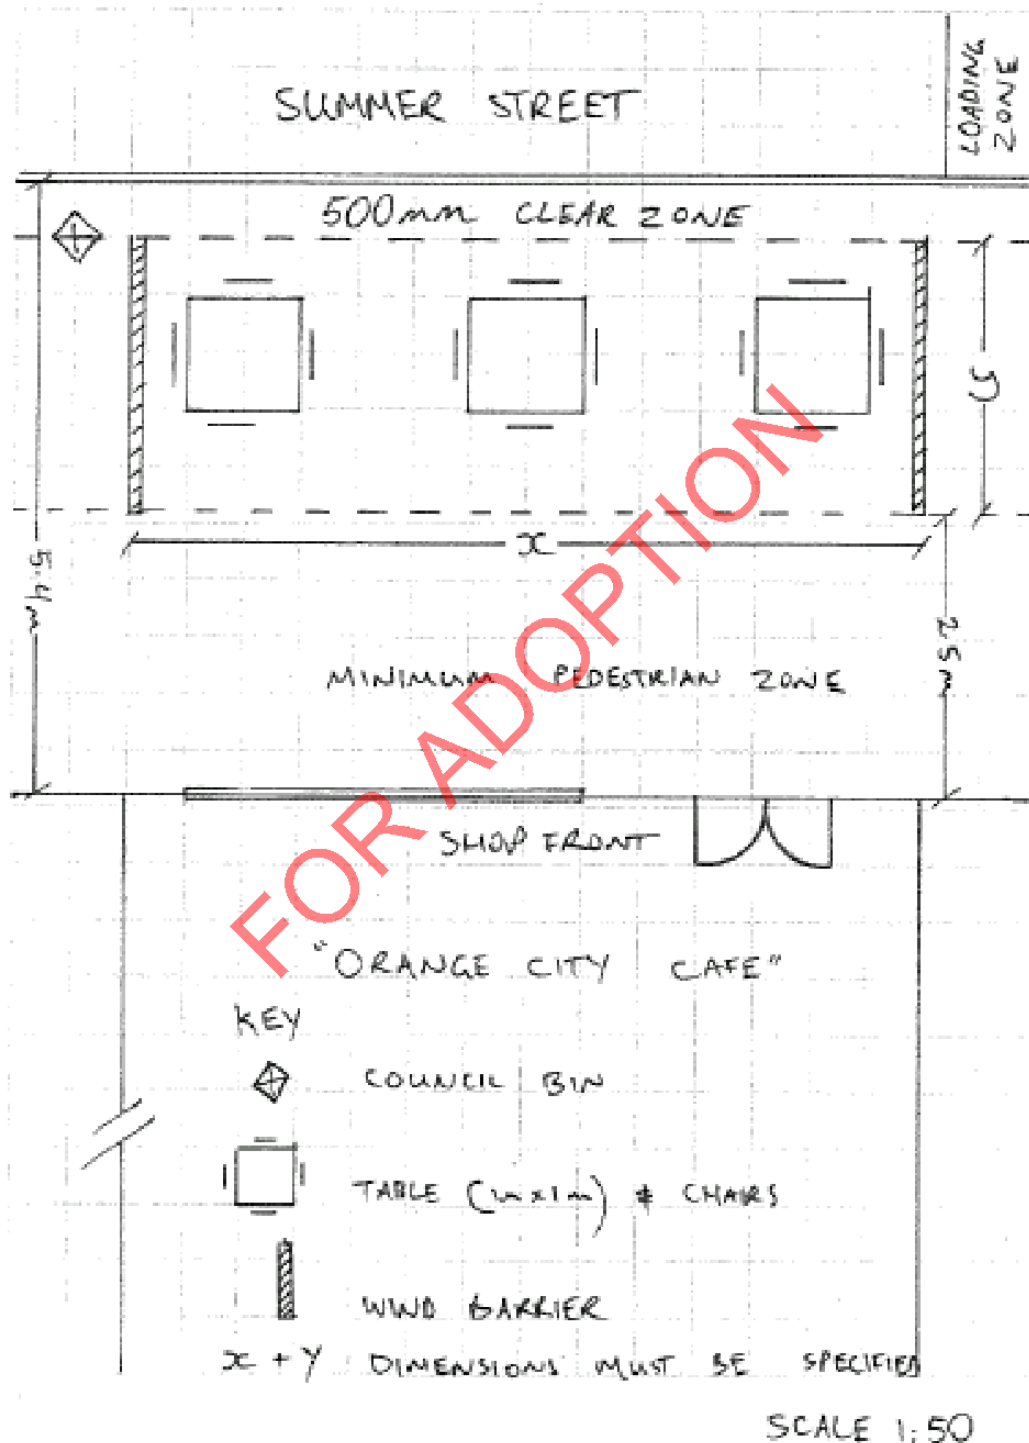 SUMMER STREET
LOADING
ZONE
500mm CLEAR ZONE
y
x
5.4m
2.5m
MINIMUM PEDESTRIAN ZONE
SHOP FRONT
FOR ADOPTION
"ORANGE CITY CAFE"
KEY
COUNCIL BIN
TABLE (1m x 1m) & CHAIRS
WIND BARRIER
x + y DIMENSIONS MUST BE SPECIFIED
SCALE 1:50